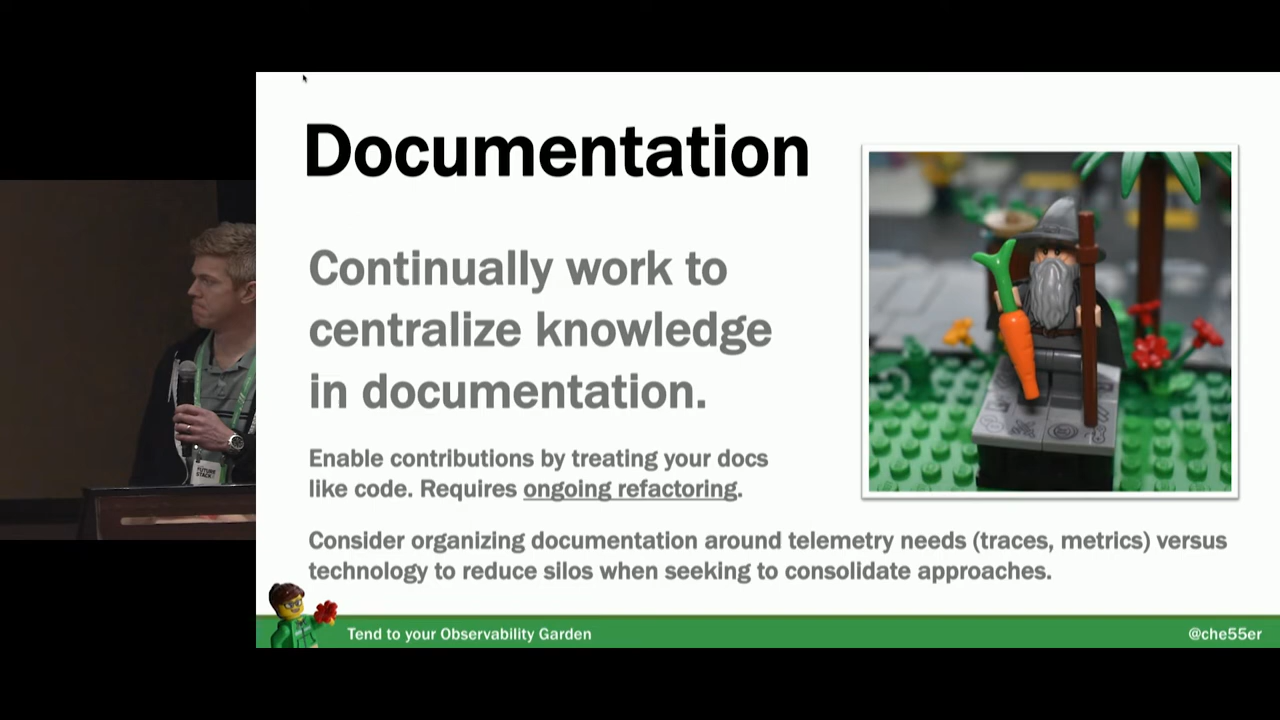 Documentation
Continually work to
centralize knowledge
in documentation.
Enable contributions by treating your docs
like code. Requires ongoing refactoring.
Consider organizing documentation around telemetry needs (traces, metrics) versus
technology to reduce silos when seeking to consolidate approaches.
Tend to your Observability Garden
@che55er
FUTURE
STACK